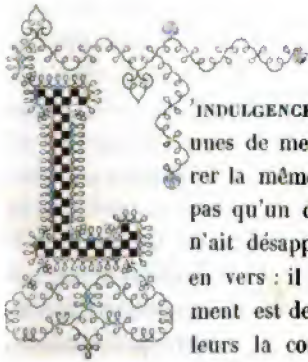 L'INDULGENCE
unes de me
rer la mêm
pas qu'un
n'ait désapp
en vers : il
ment est de
leurs la co